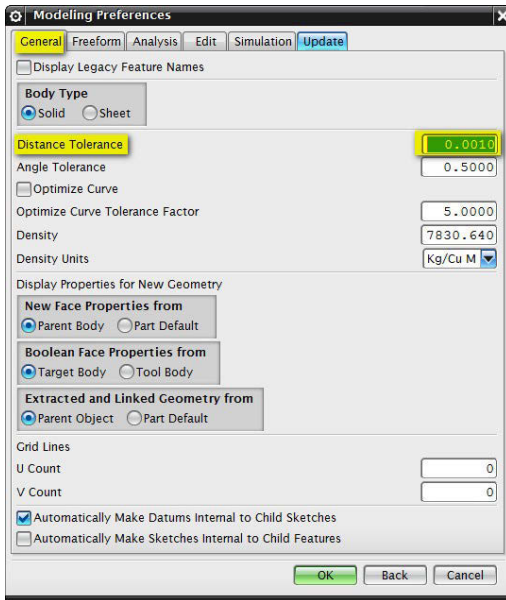 Modeling Preferences
General Freeform Analysis Edit Simulation Update
Display Legacy Feature Names
Body Type
Solid Sheet
Distance Tolerance 0.0010
Angle Tolerance 0.5000
Optimize Curve
Optimize Curve Tolerance Factor 5.0000
Density 7830.640
Density Units Kg/Cu M
Display Properties for New Geometry
New Face Properties from
Parent Body Part Default
Boolean Face Properties from
Target Body Tool Body
Extracted and Linked Geometry from
Parent Object Part Default
Grid Lines
U Count 0
V Count 0
Automatically Make Datums Internal to Child Sketches
Automatically Make Sketches Internal to Child Features
OK Back Cancel